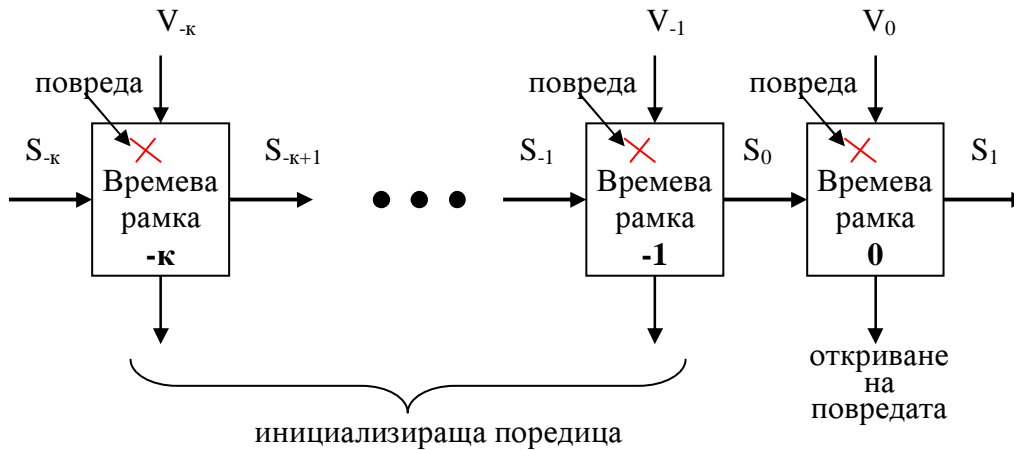 V₋ₖ V₋₁ V₀
повреда повреда повреда
S₋ₖ S₋ₖ₊₁ S₋₁ S₀ S₁
Времева Времева Времева
рамка рамка рамка
-к -1 0
откриване
на
повредата
инициализираща поредица